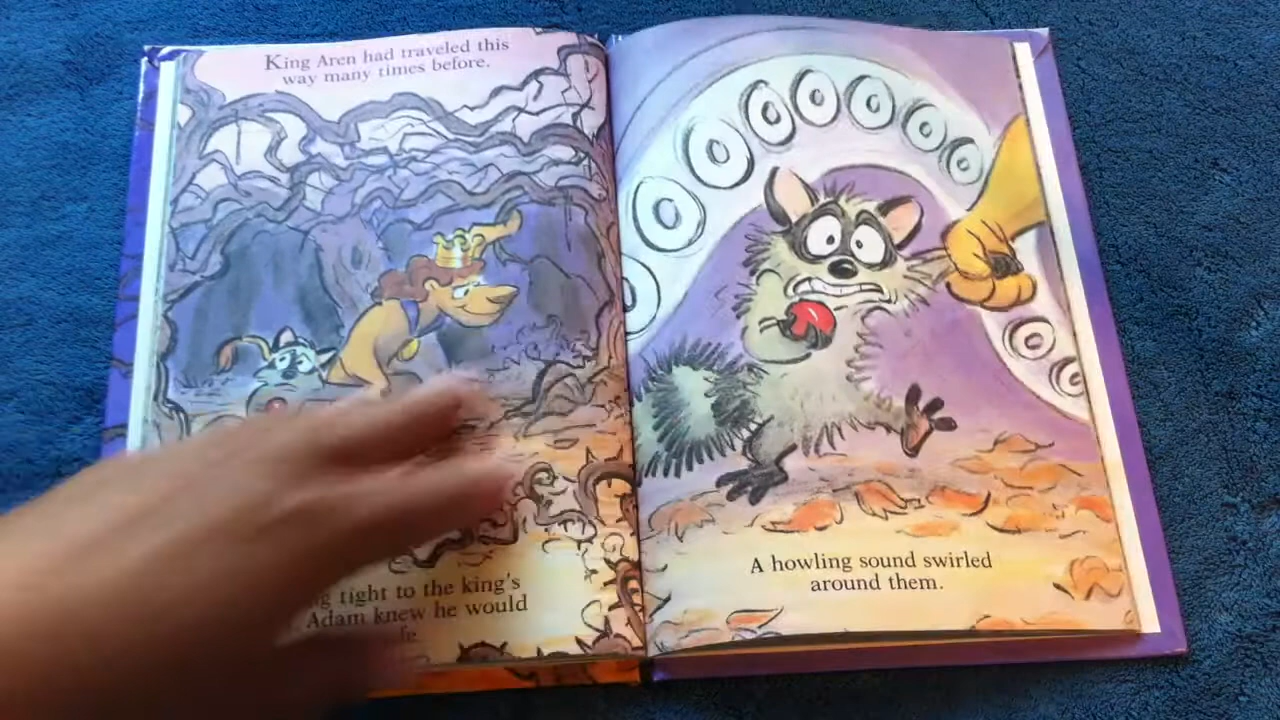 King Aren had traveled this
way many times before.
tight to the king's
Adam knew he would
O O O O O O O O O O
A howling sound swirled
around them.